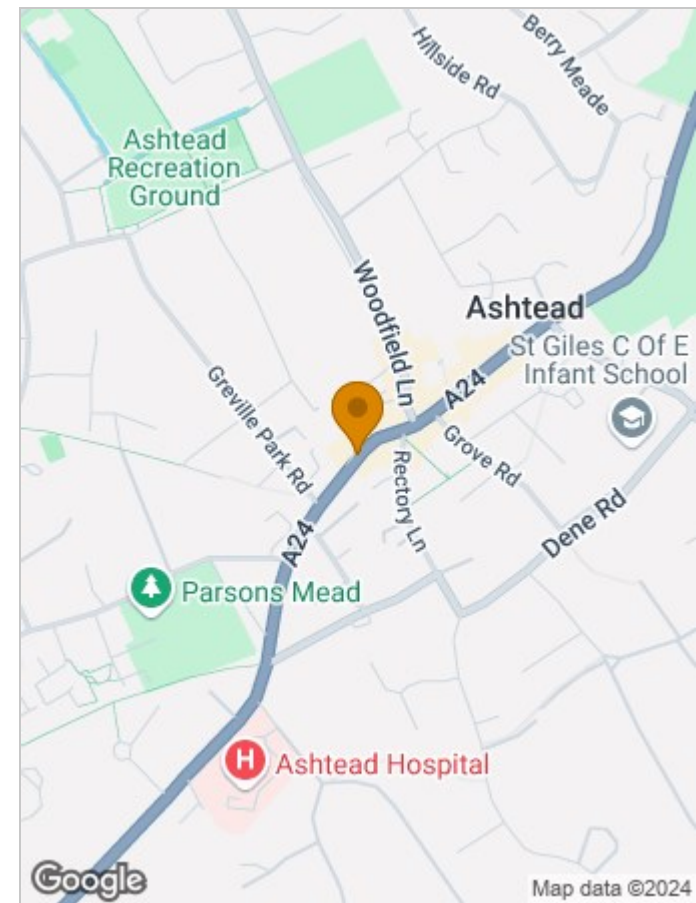 Hillside Rd
Berry Meade
Ashtead
Recreation
Ground
Woodfield Ln
Ashtead
St Giles C Of E
Infant School
A24
Greville Park Rd
Grove Rd
Rectory Ln
Dene Rd
A24
Parsons Mead
H
Ashtead Hospital
Google
Map data ©2024